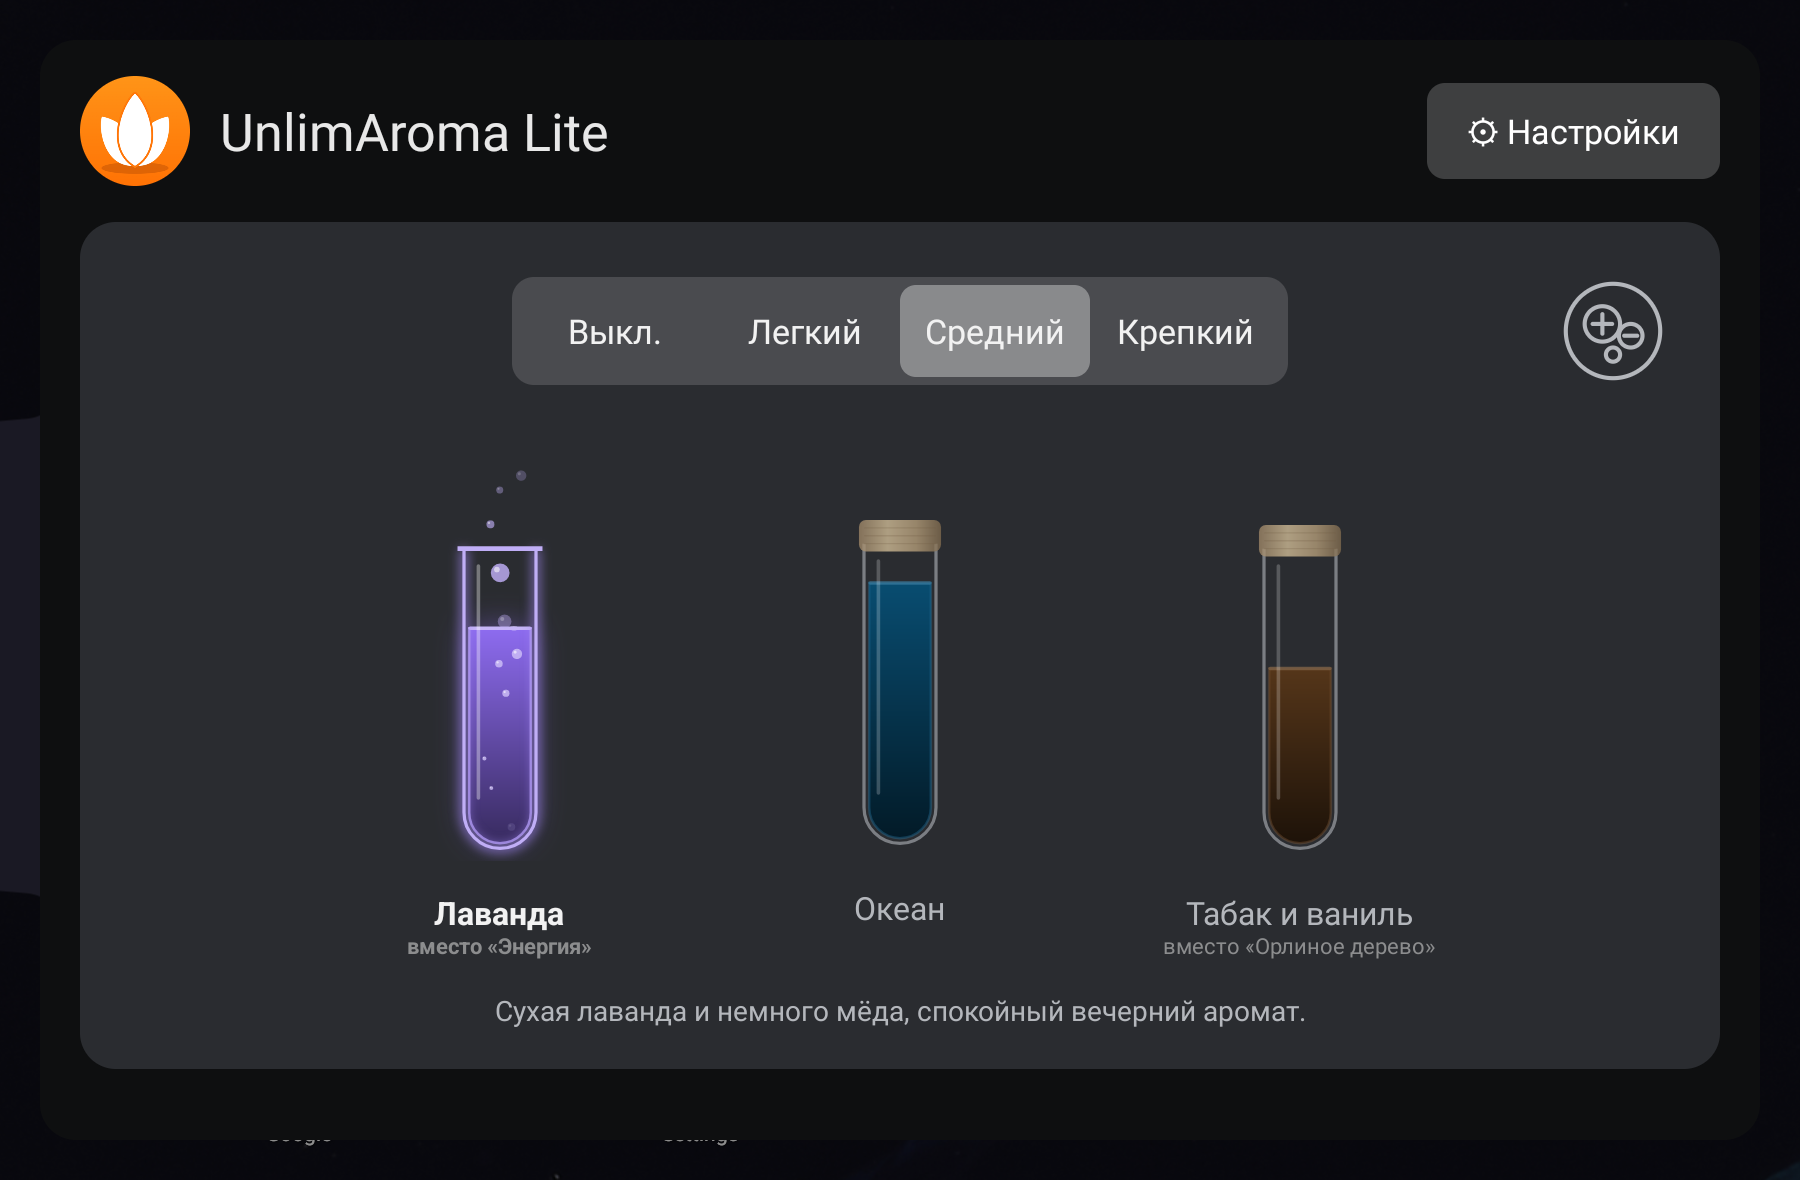 UnlimAroma Lite
Настройки
Выкл.
Легкий
Средний
Крепкий
Лаванда
вместо «Энергия»
Океан
Табак и ваниль
вместо «Орлиное дерево»
Сухая лаванда и немного мёда, спокойный вечерний аромат.